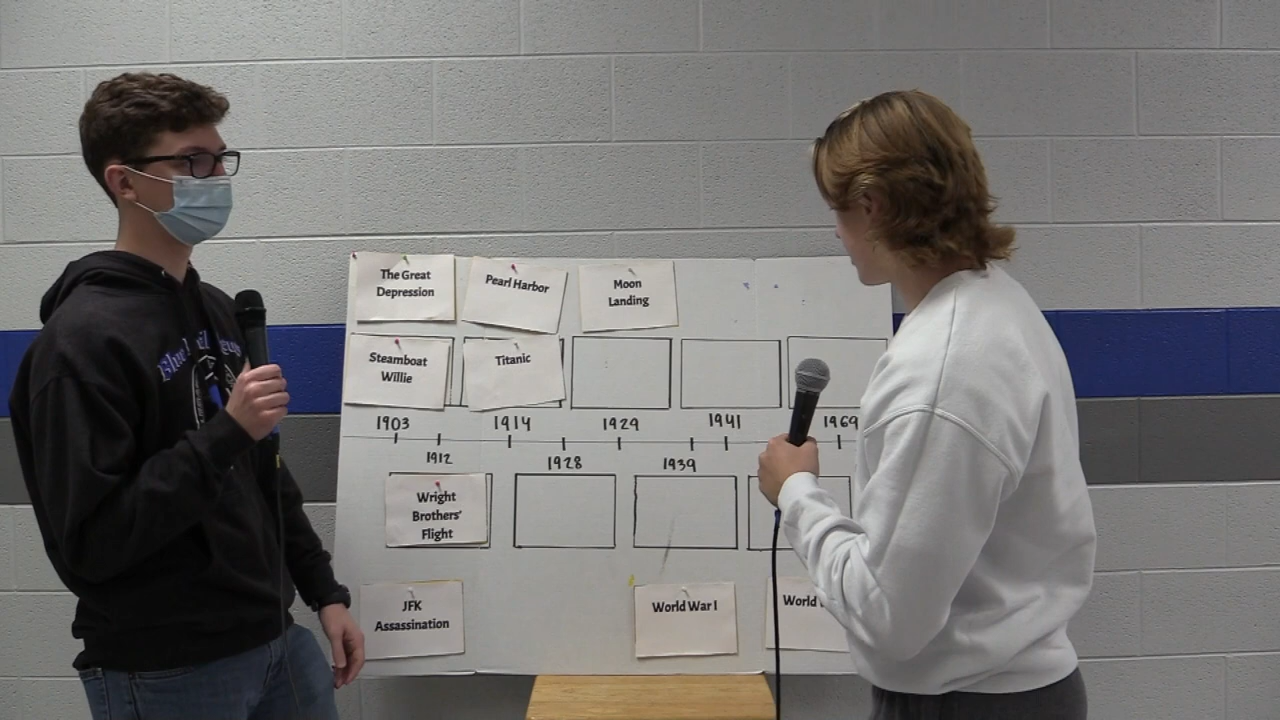 The Great
Depression
Pearl Harbor
Moon
Landing
Steamboat
Willie
Titanic
1903
1914
1929
1941
1969
1912
1928
1939
Wright
Brothers'
Flight
JFK
Assassination
World War I
World
Blue